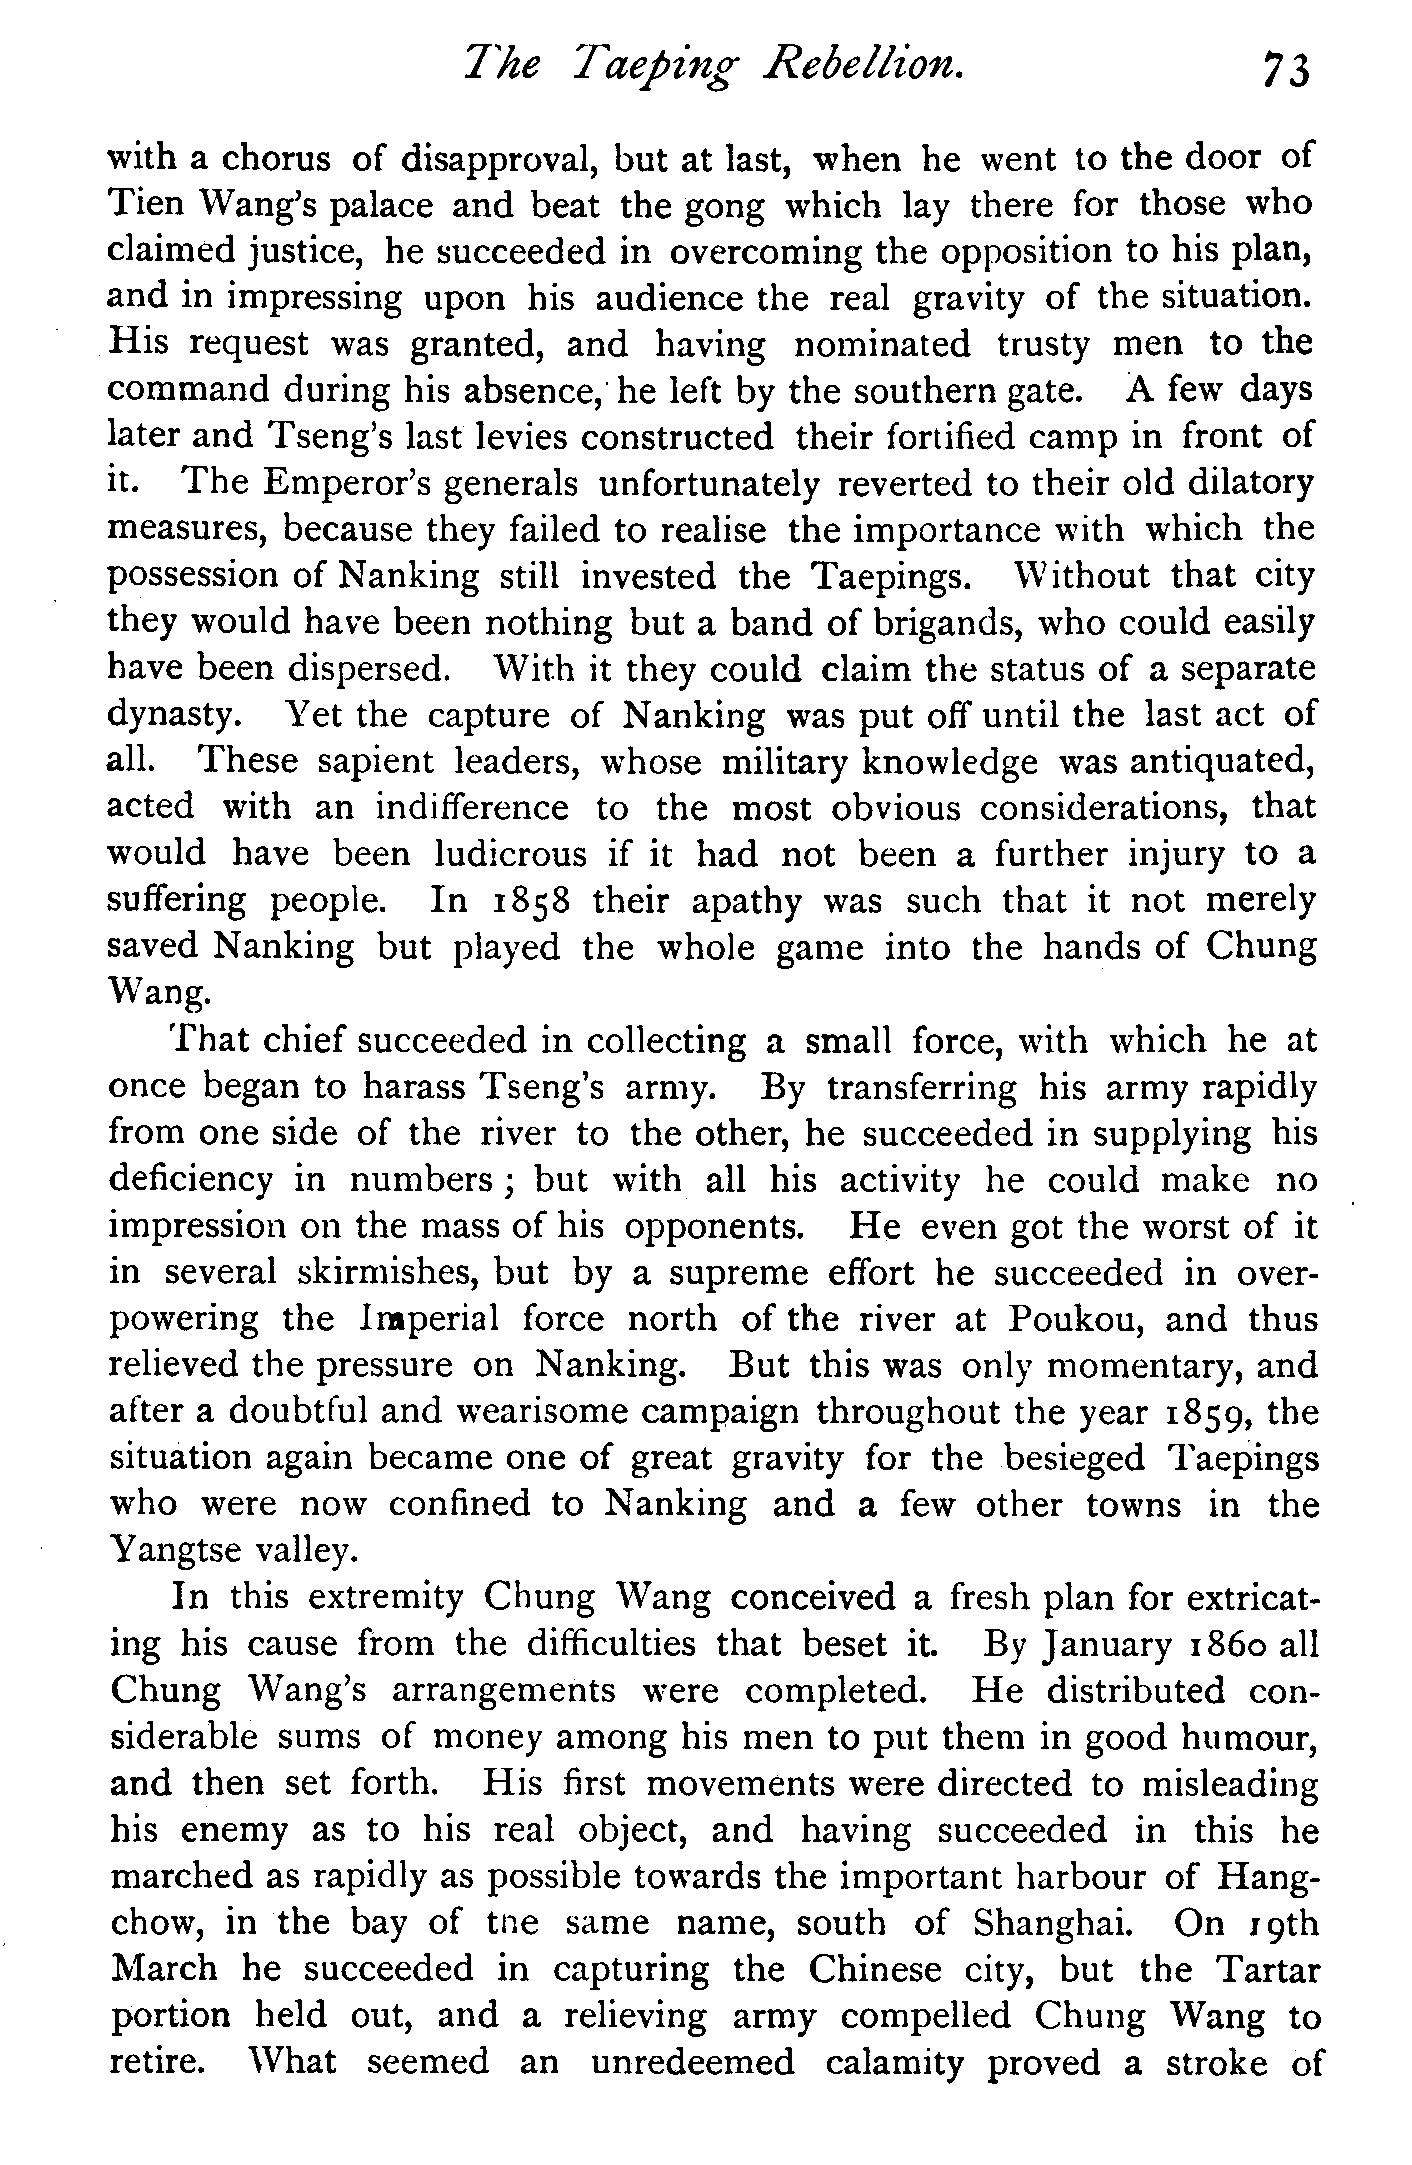 The Taeping Rebellion. 73
with a chorus of disapproval, but at last, when he went to the door of
Tien Wang's palace and beat the gong which lay there for those who
claimed justice, he succeeded in overcoming the opposition to his plan,
and in impressing upon his audience the real gravity of the situation.
His request was granted, and having nominated trusty men to the
command during his absence, he left by the southern gate. A few days
later and Tseng's last levies constructed their fortified camp in front of
it. The Emperor's generals unfortunately reverted to their old dilatory
measures, because they failed to realise the importance with which the
possession of Nanking still invested the Taepings. Without that city
they would have been nothing but a band of brigands, who could easily
have been dispersed. With it they could claim the status of a separate
dynasty. Yet the capture of Nanking was put off until the last act of
all. These sapient leaders, whose military knowledge was antiquated,
acted with an indifference to the most obvious considerations, that
would have been ludicrous if it had not been a further injury to a
suffering people. In 1858 their apathy was such that it not merely
saved Nanking but played the whole game into the hands of Chung
Wang.
That chief succeeded in collecting a small force, with which he at
once began to harass Tseng's army. By transferring his army rapidly
from one side of the river to the other, he succeeded in supplying his
deficiency in numbers ; but with all his activity he could make no
impression on the mass of his opponents. He even got the worst of it
in several skirmishes, but by a supreme effort he succeeded in over-
powering the Imperial force north of the river at Poukou, and thus
relieved the pressure on Nanking. But this was only momentary, and
after a doubtful and wearisome campaign throughout the year 1859, the
situation again became one of great gravity for the besieged Taepings
who were now confined to Nanking and a few other towns in the
Yangtse valley.
In this extremity Chung Wang conceived a fresh plan for extricat-
ing his cause from the difficulties that beset it. By January 1860 all
Chung Wang's arrangements were completed. He distributed con-
siderable sums of money among his men to put them in good humour,
and then set forth. His first movements were directed to misleading
his enemy as to his real object, and having succeeded in this he
marched as rapidly as possible towards the important harbour of Hang-
chow, in the bay of the same name, south of Shanghai. On 19th
March he succeeded in capturing the Chinese city, but the Tartar
portion held out, and a relieving army compelled Chung Wang to
retire. What seemed an unredeemed calamity proved a stroke of